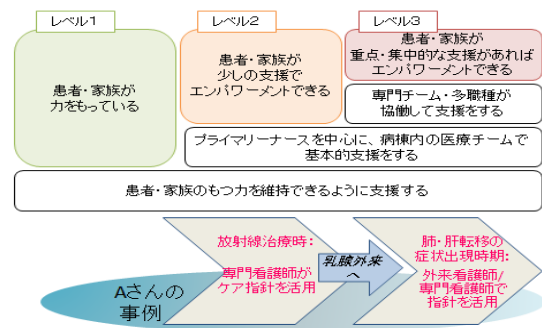 レベル1
レベル2
レベル3
患者・家族が
力をもっている
患者・家族が
少しの支援で
エンパワーメントできる
患者・家族が
重点・集中的な支援があれば
エンパワーメントできる
専門チーム・多職種が
協働して支援をする
プライマリーナースを中心に、病棟内の医療チームで
基本的支援をする
患者・家族のもつ力を維持できるように支援する
Aさんの
事例
放射線治療時：
専門看護師が
ケア指針を活用
乳腺外来
へ
肺・肝転移の
症状出現時期：
外来看護師/
専門看護師で
指針を活用